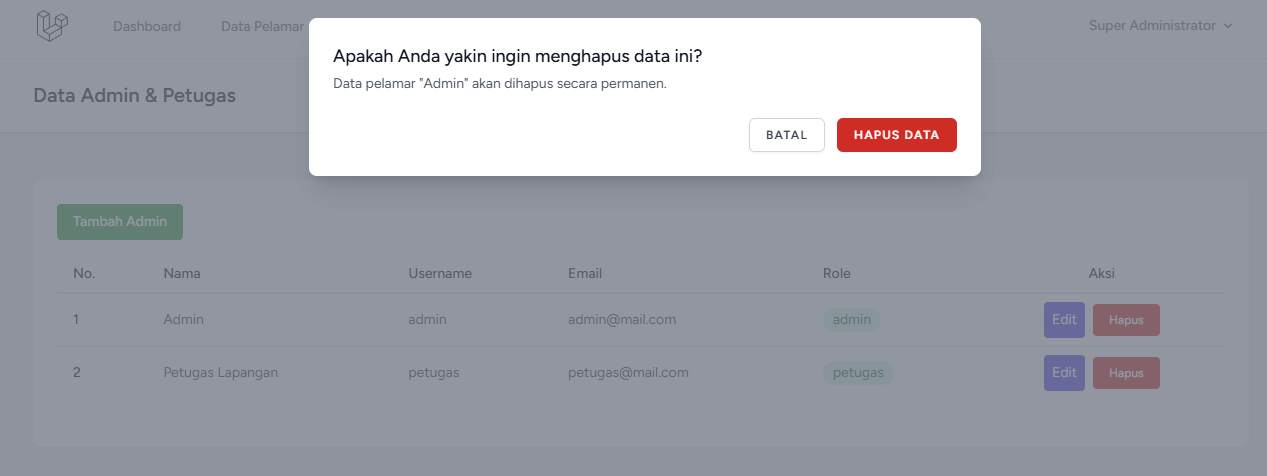 Dashboard Data Pelamar Super Administrator
Apakah Anda yakin ingin menghapus data ini?
Data pelamar "Admin" akan dihapus secara permanen.
BATAL HAPUS DATA
Data Admin & Petugas
Tambah Admin
No. Nama Username Email Role Aksi
1 Admin admin admin@mail.com admin Edit Hapus
2 Petugas Lapangan petugas petugas@mail.com petugas Edit Hapus